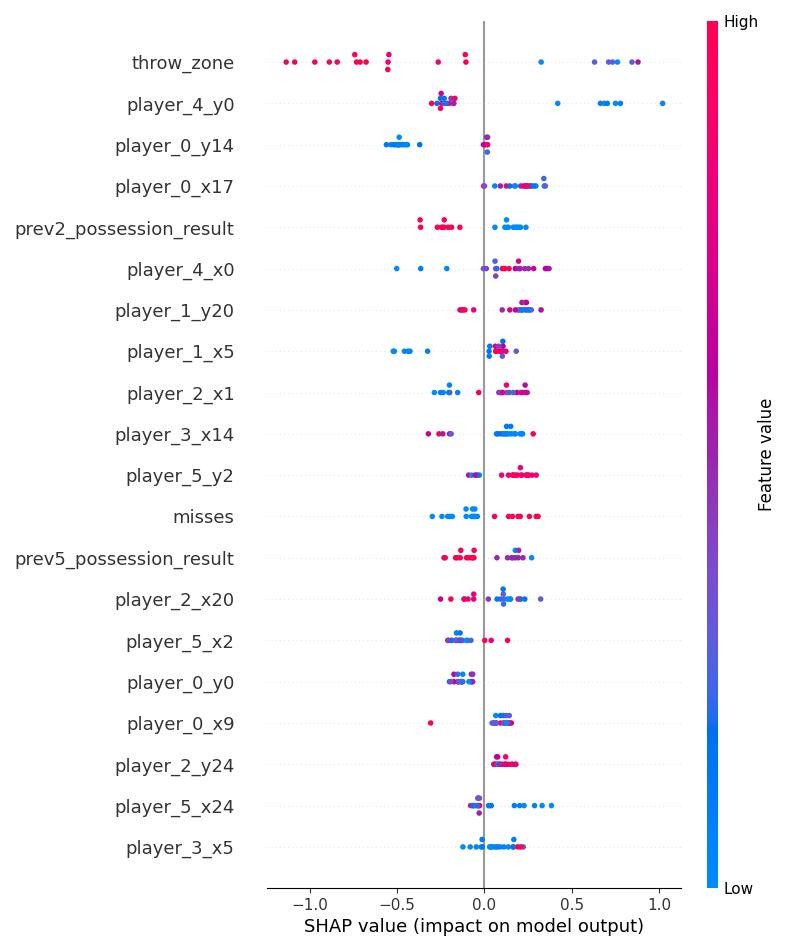 High
throw_zone
player_4_y0
player_0_y14
player_0_x17
prev2_possession_result
player_4_x0
player_1_y20
player_1_x5
player_2_x1
player_3_x14
player_5_y2
misses
prev5_possession_result
player_2_x20
player_5_x2
player_0_y0
player_0_x9
player_2_y24
player_5_x24
player_3_x5
Feature value
Low
−1.0 −0.5 0.0 0.5 1.0
SHAP value (impact on model output)